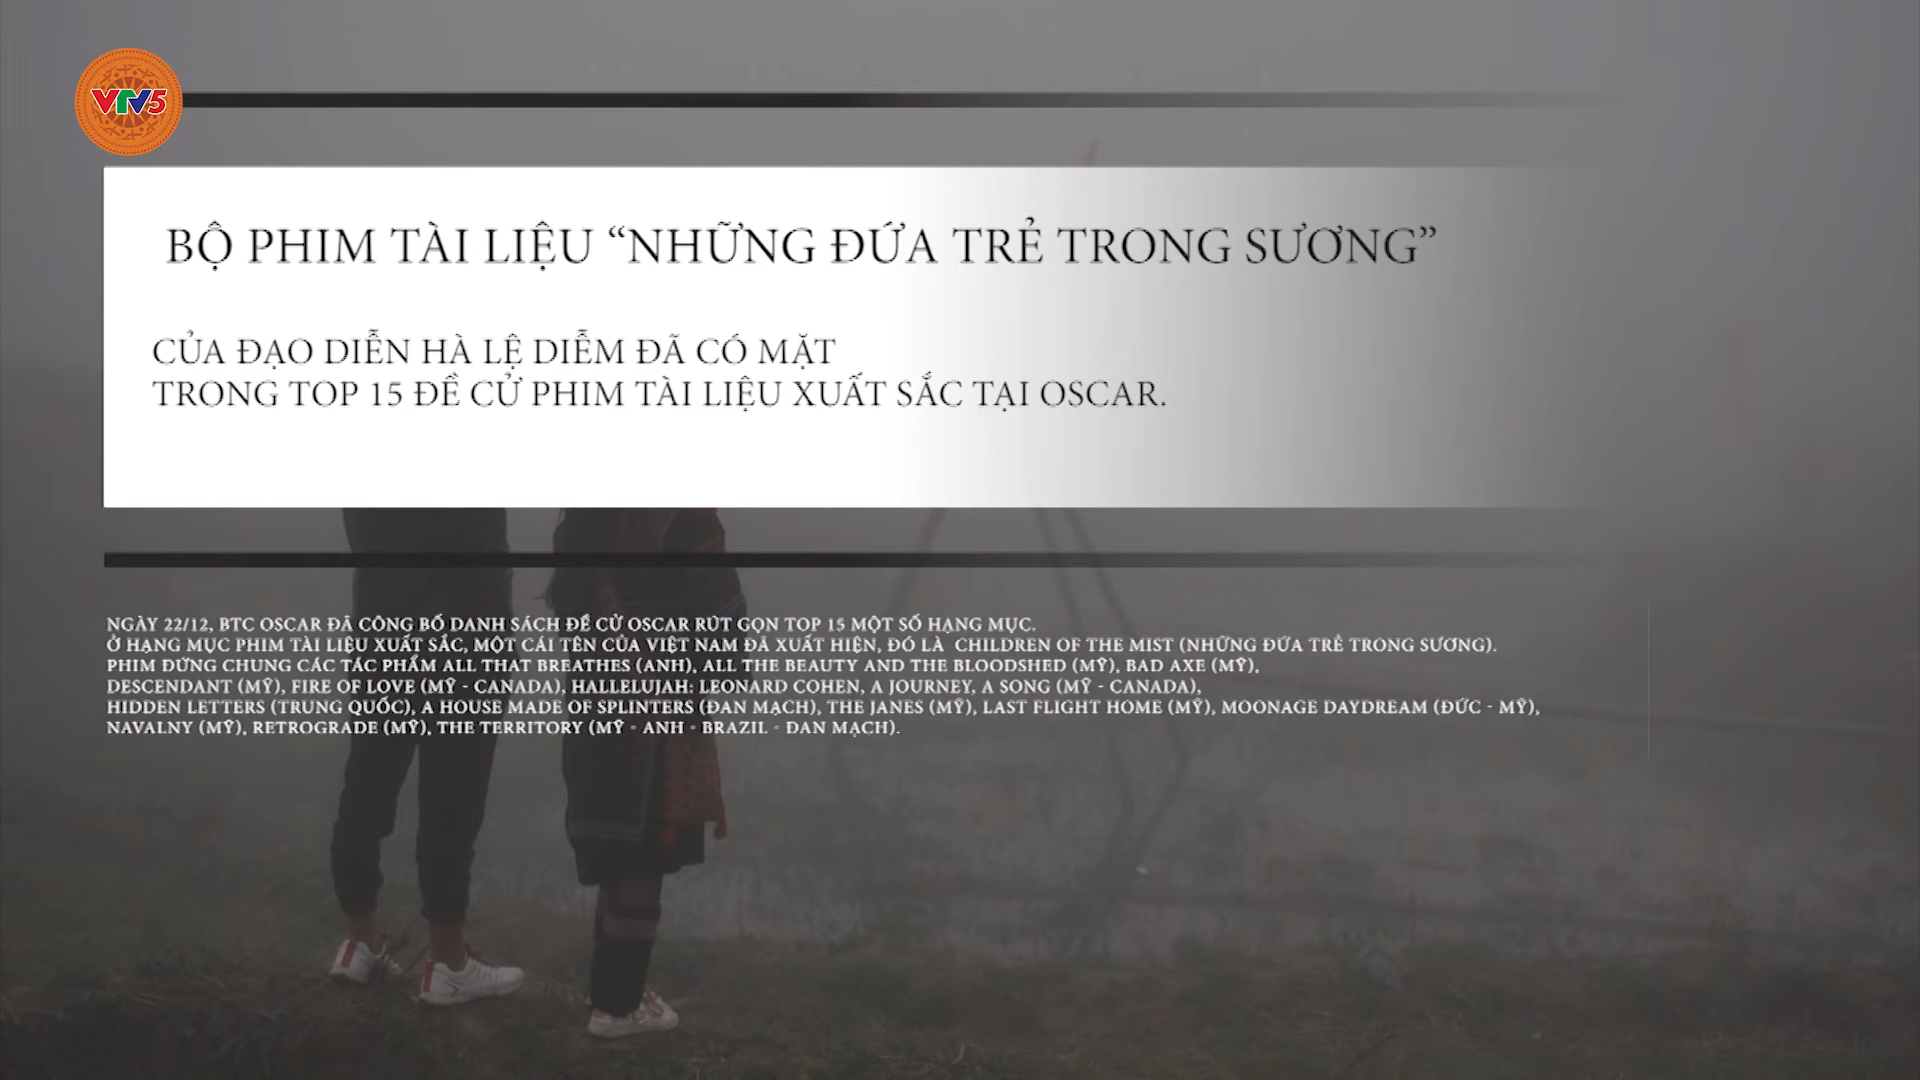 VTV5
BỘ PHIM TÀI LIỆU “NHỮNG ĐỨA TRẺ TRONG SƯƠNG”
CỦA ĐẠO DIỄN HÀ LỆ DIỄM ĐÃ CÓ MẶT
TRONG TOP 15 ĐỀ CỬ PHIM TÀI LIỆU XUẤT SẮC TẠI OSCAR.
NGÀY 22/12, BTC OSCAR ĐÃ CÔNG BỐ DANH SÁCH ĐỀ CỬ OSCAR RÚT GỌN TOP 15 MỘT SỐ HẠNG MỤC.
Ở HẠNG MỤC PHIM TÀI LIỆU XUẤT SẮC, MỘT CÁI TÊN CỦA VIỆT NAM ĐÃ XUẤT HIỆN, ĐÓ LÀ CHILDREN OF THE MIST (NHỮNG ĐỨA TRẺ TRONG SƯƠNG).
PHIM ĐỨNG CHUNG CÁC TÁC PHẨM ALL THAT BREATHES (ANH), ALL THE BEAUTY AND THE BLOODSHED (MỸ), BAD AXE (MỸ),
DESCENDANT (MỸ), FIRE OF LOVE (MỸ - CANADA), HALLELUJAH: LEONARD COHEN, A JOURNEY, A SONG (MỸ - CANADA),
HIDDEN LETTERS (TRUNG QUỐC), A HOUSE MADE OF SPLINTERS (ĐAN MẠCH), THE JANES (MỸ), LAST FLIGHT HOME (MỸ), MOONAGE DAYDREAM (ĐỨC - MỸ),
NAVALNY (MỸ), RETROGRADE (MỸ), THE TERRITORY (MỸ - ANH - BRAZIL - ĐAN MẠCH).